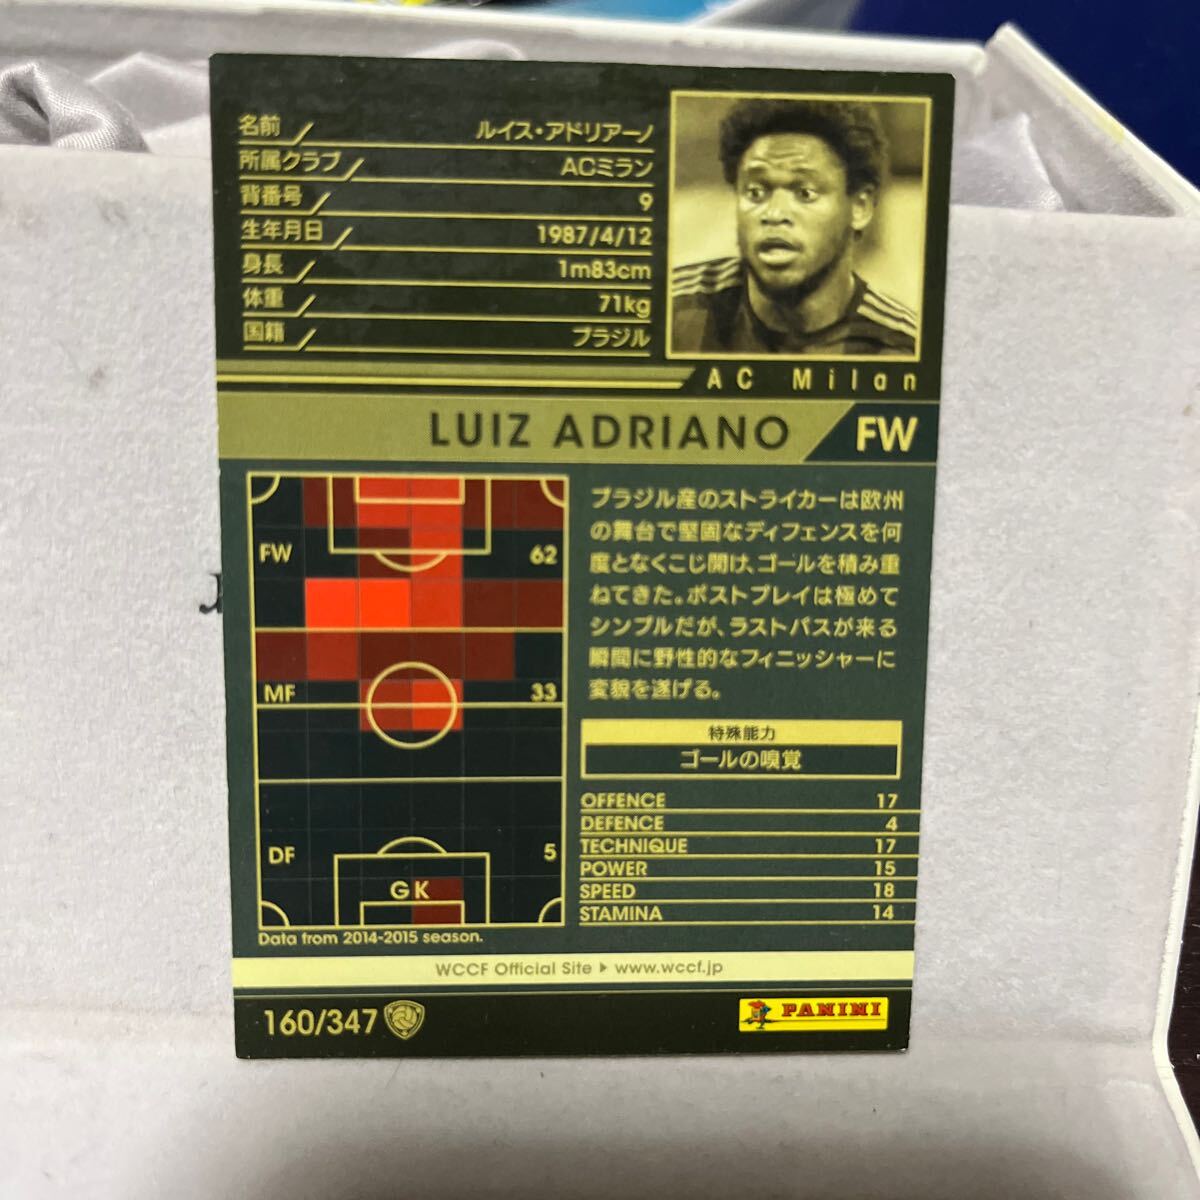 名前 ルイス・アドリアーノ
所属クラブ ACミラン
背番号 9
生年月日 1987/4/12
身長 1m83cm
体重 71kg
国籍 ブラジル
AC Milan
LUIZ ADRIANO FW
FW 62
MF 33
DF 5
GK
Data from 2014-2015 season.
ブラジル産のストライカーは欧州
の舞台で堅固なディフェンスを何
度となくこじ開け、ゴールを積み重
ねてきた。ポストプレイは極めて
シンプルだが、ラストパスが来る
瞬間に野性的なフィニッシャーに
変貌を遂げる。
特殊能力
ゴールの嗅覚
OFFENCE 17
DEFENCE 4
TECHNIQUE 17
POWER 15
SPEED 18
STAMINA 14
WCCF Official Site ▶ www.wccf.jp
160/347
PANINI